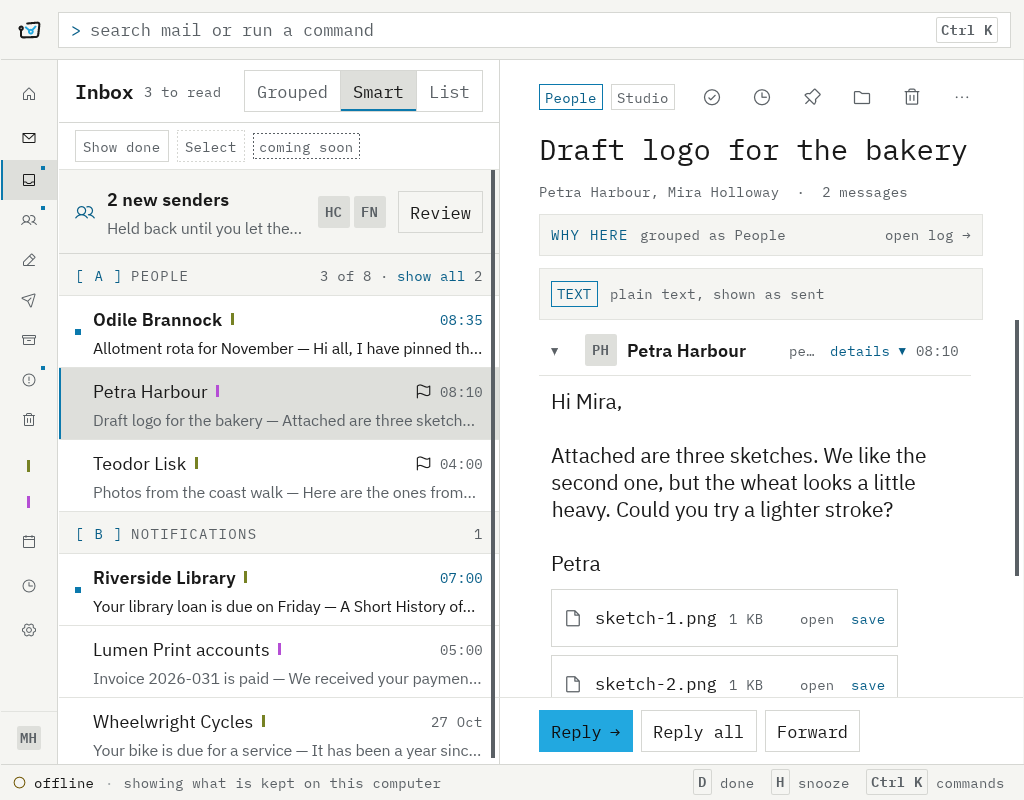 > search mail or run a command Ctrl K
Inbox 3 to read Grouped Smart List
Show done Select coming soon
2 new senders
Held back until you let the... HC FN Review
[ A ] PEOPLE 3 of 8 · show all 2
Odile Brannock 08:35
Allotment rota for November — Hi all, I have pinned th...
Petra Harbour 08:10
Draft logo for the bakery — Attached are three sketch...
Teodor Lisk 04:00
Photos from the coast walk — Here are the ones from...
[ B ] NOTIFICATIONS 1
Riverside Library 07:00
Your library loan is due on Friday — A Short History of...
Lumen Print accounts 05:00
Invoice 2026-031 is paid — We received your paymen...
Wheelwright Cycles 27 Oct
Your bike is due for a service — It has been a year sinc...
MH
People Studio ...
Draft logo for the bakery
Petra Harbour, Mira Holloway · 2 messages
WHY HERE grouped as People open log →
TEXT plain text, shown as sent
▼ PH Petra Harbour pe... details ▼ 08:10
Hi Mira,
Attached are three sketches. We like the
second one, but the wheat looks a little
heavy. Could you try a lighter stroke?
Petra
sketch-1.png 1 KB open save
sketch-2.png 1 KB open save
Reply → Reply all Forward
offline · showing what is kept on this computer D done H snooze Ctrl K commands